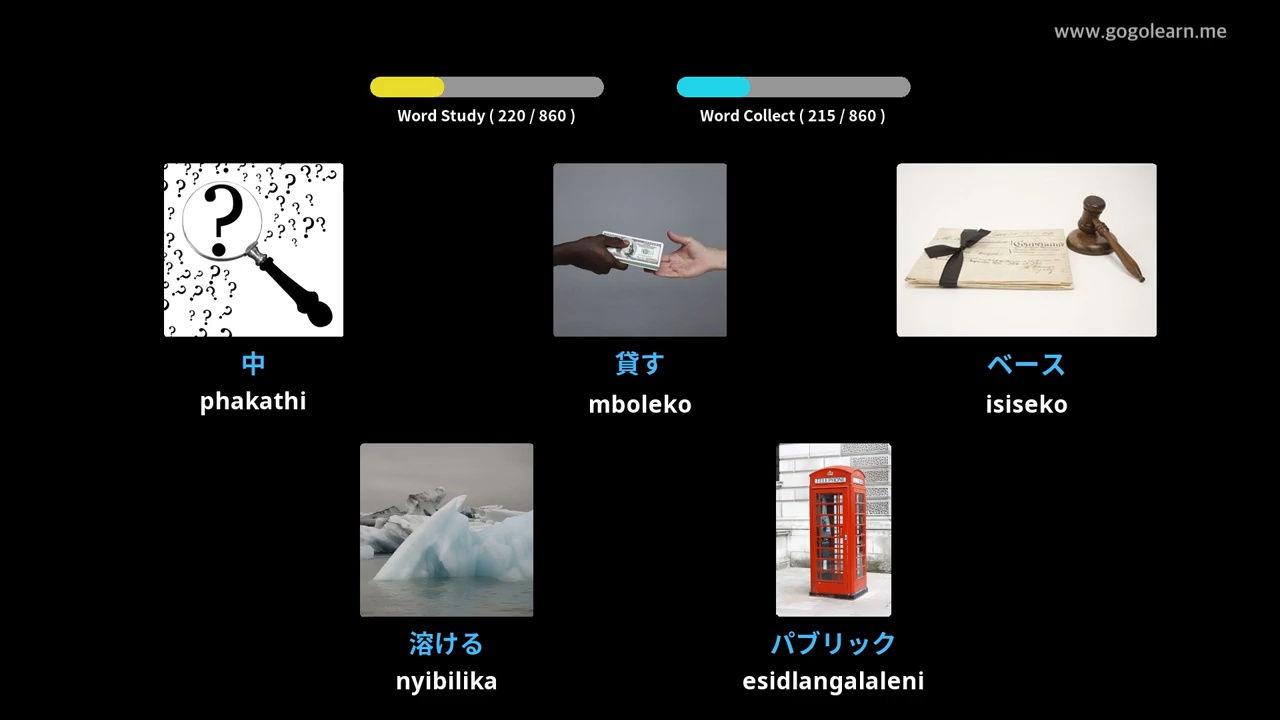 www.gogolearn.me
Word Study ( 220 / 860 )
Word Collect ( 215 / 860 )
中
phakathi
貸す
mboleko
ベース
isiseko
溶ける
nyibilika
TELEPHONE
パブリック
esidlangalaleni